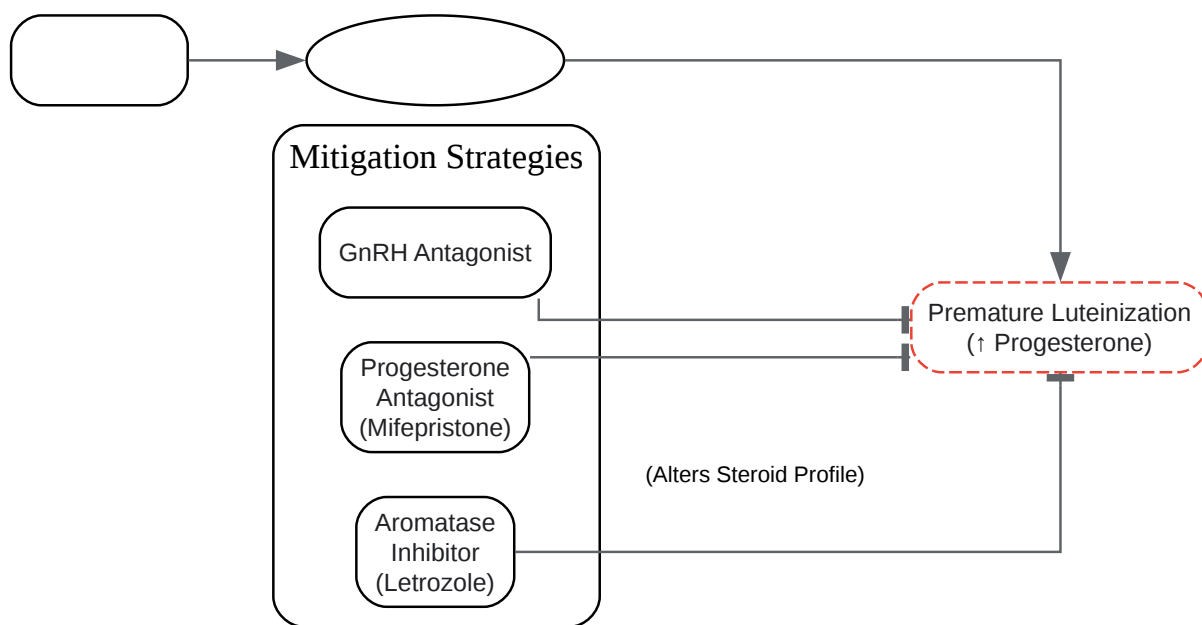 Mitigation Strategies
GnRH Antagonist
Premature Luteinization
(↑ Progesterone)
Progesterone
Antagonist
(Mifepristone)
(Alters Steroid Profile)
Aromatase
Inhibitor
(Letrozole)